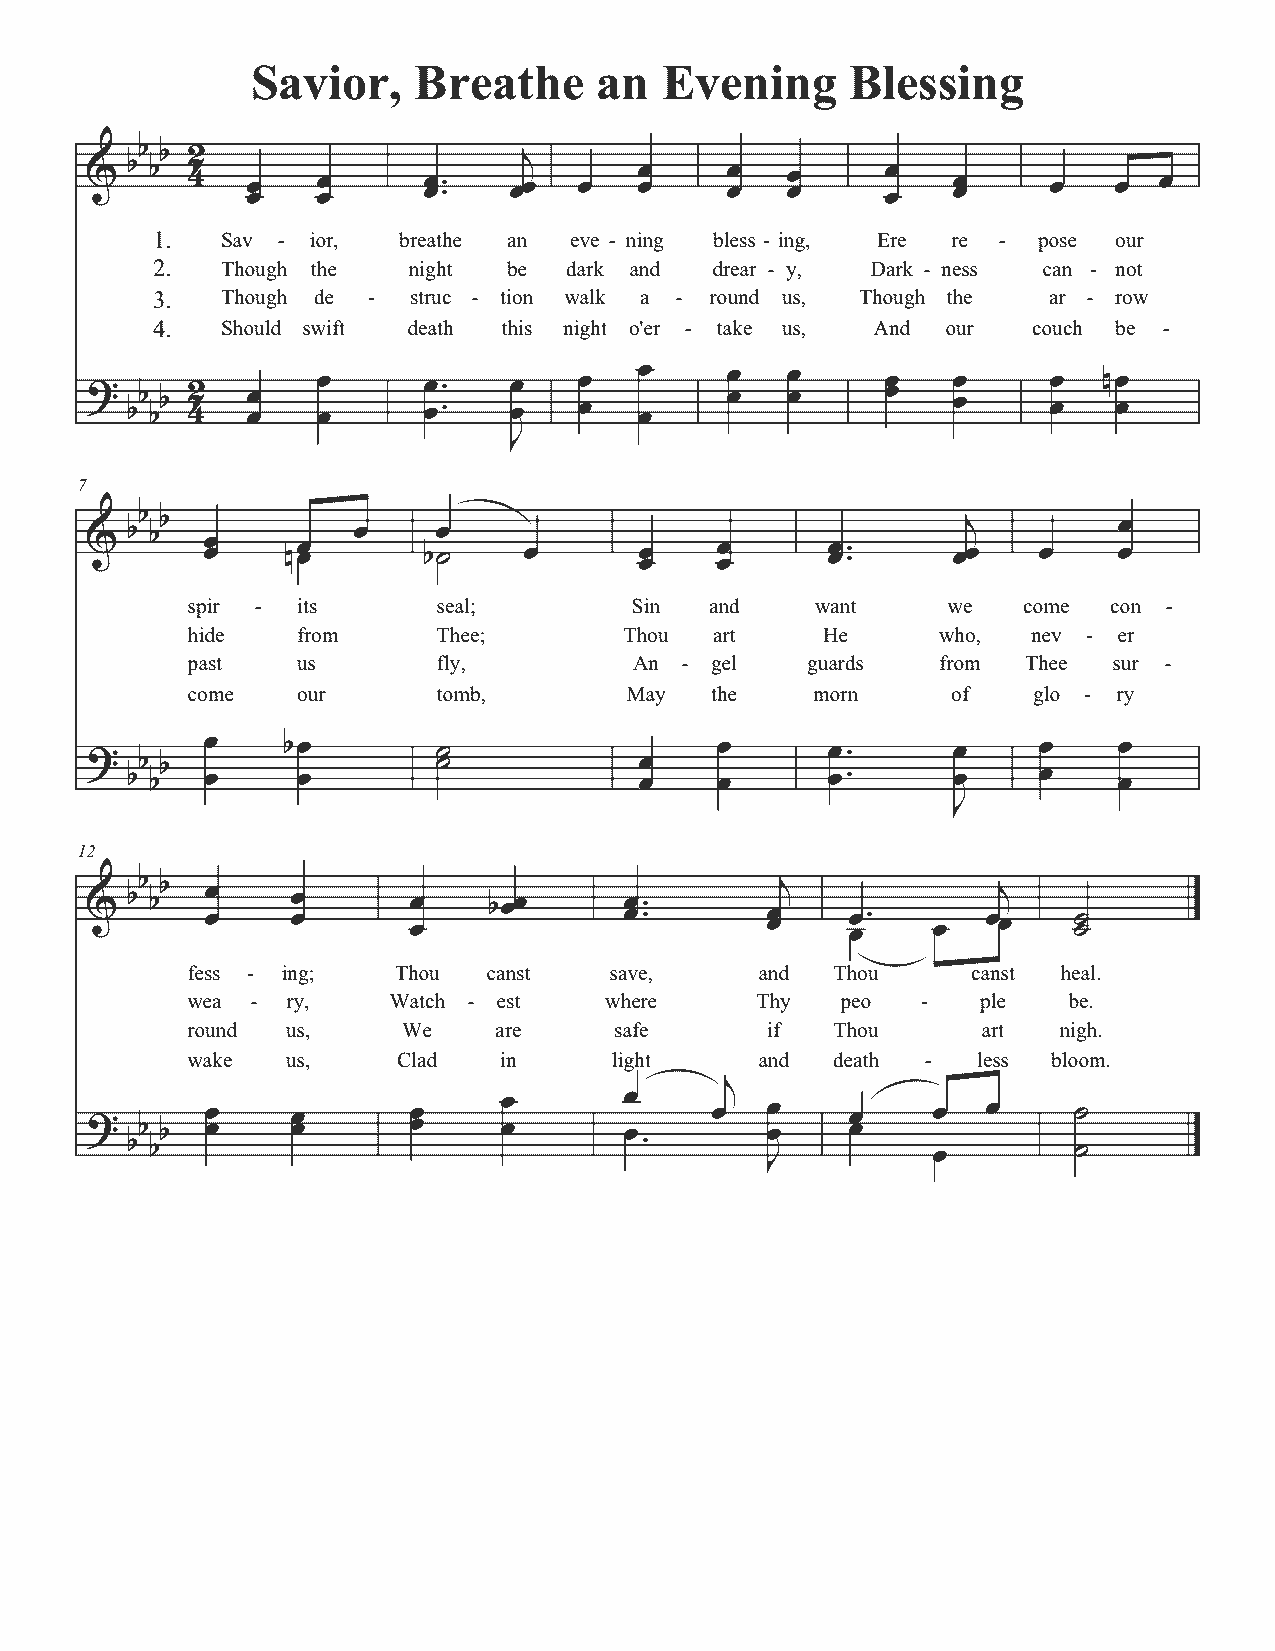 Savior, Breathe an Evening Blessing
1. Sav - ior, breathe an eve - ning bless - ing, Ere re - pose our
2. Though the night be dark and drear - y, Dark - ness can - not
3. Though de - struc - tion walk a - round us, Though the ar - row
4. Should swift death this night o'er - take us, And our couch be -
7
spir - its seal; Sin and want we come con -
hide from Thee; Thou art He who, nev - er
past us fly, An - gel guards from Thee sur -
come our tomb, May the morn of glo - ry
12
fess - ing; Thou canst save, and Thou canst heal.
wea - ry, Watch - est where Thy peo - ple be.
round us, We are safe if Thou art nigh.
wake us, Clad in light and death - less bloom.